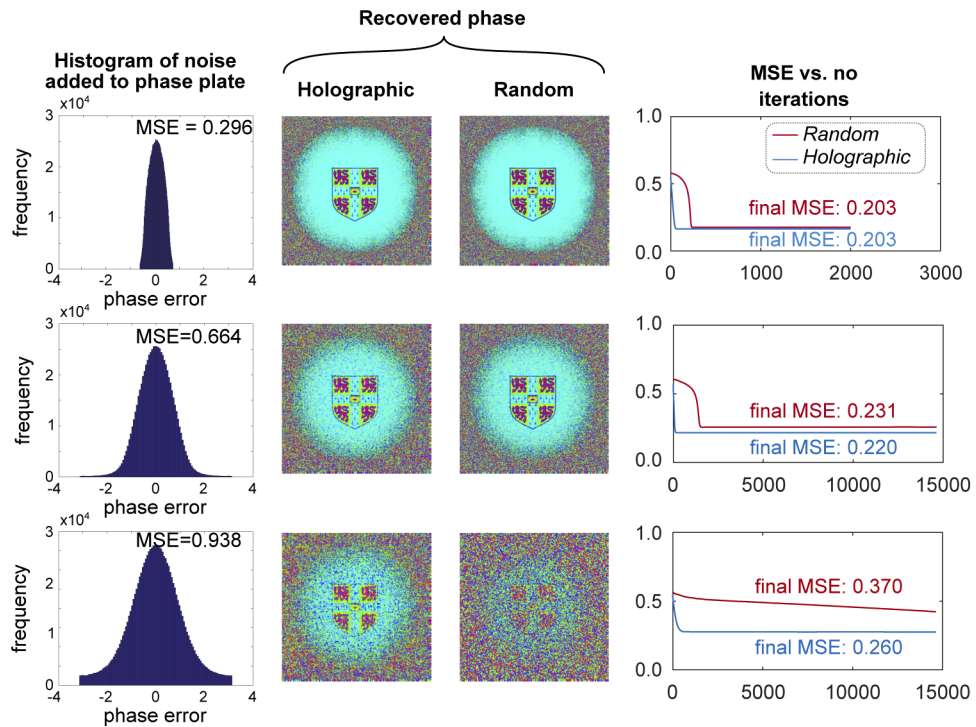 Recovered phase
Histogram of noise
added to phase plate
Holographic
Random
MSE vs. no
iterations
x10⁴
3
2
1
0
frequency
MSE = 0.296
-4 -2 0 2 4
phase error
1.0
0.5
0.0
Random
Holographic
final MSE: 0.203
final MSE: 0.203
0 1000 2000 3000
x10⁴
3
2
1
0
frequency
MSE=0.664
-4 -2 0 2 4
phase error
1.0
0.5
0.0
final MSE: 0.231
final MSE: 0.220
0 5000 10000 15000
x10⁴
3
2
1
0
frequency
MSE=0.938
-4 -2 0 2 4
phase error
1.0
0.5
0.0
final MSE: 0.370
final MSE: 0.260
0 5000 10000 15000